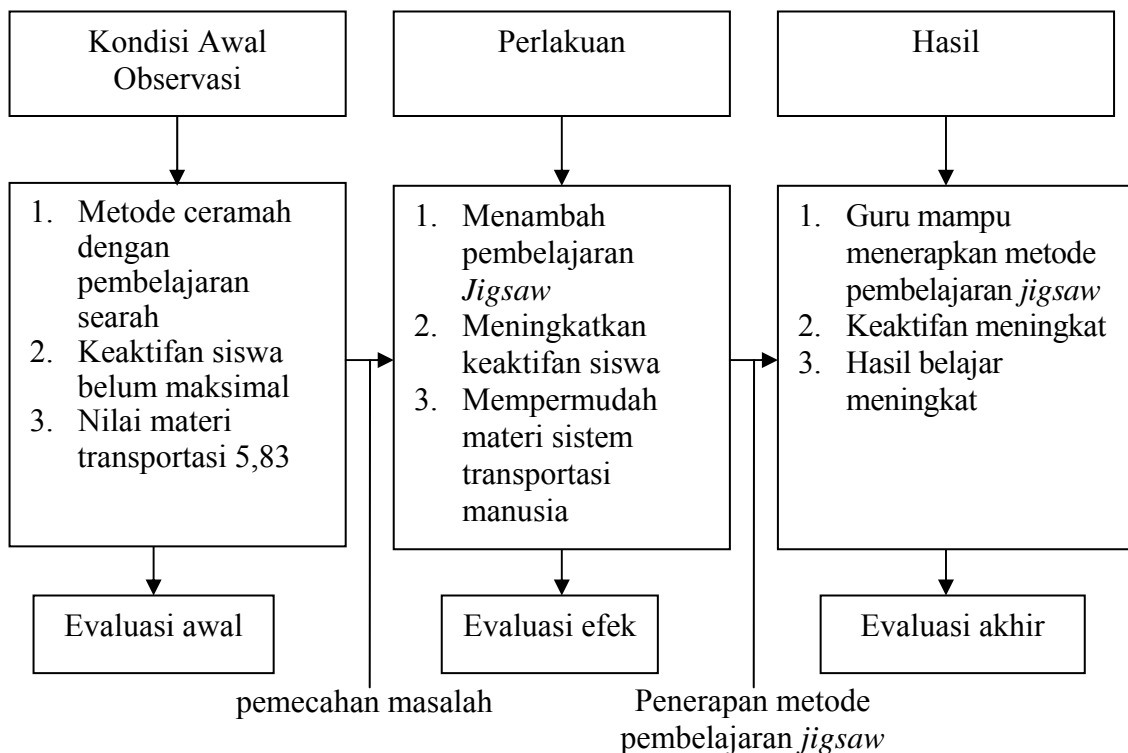 Kondisi Awal
Observasi
Perlakuan
Hasil
1. Metode ceramah
dengan
pembelajaran
searah
2. Keaktifan siswa
belum maksimal
3. Nilai materi
transportasi 5,83
1. Menambah
pembelajaran
Jigsaw
2. Meningkatkan
keaktifan siswa
3. Mempermudah
materi sistem
transportasi
manusia
1. Guru mampu
menerapkan metode
pembelajaran jigsaw
2. Keaktifan meningkat
3. Hasil belajar
meningkat
Evaluasi awal
Evaluasi efek
Evaluasi akhir
pemecahan masalah
Penerapan metode
pembelajaran jigsaw